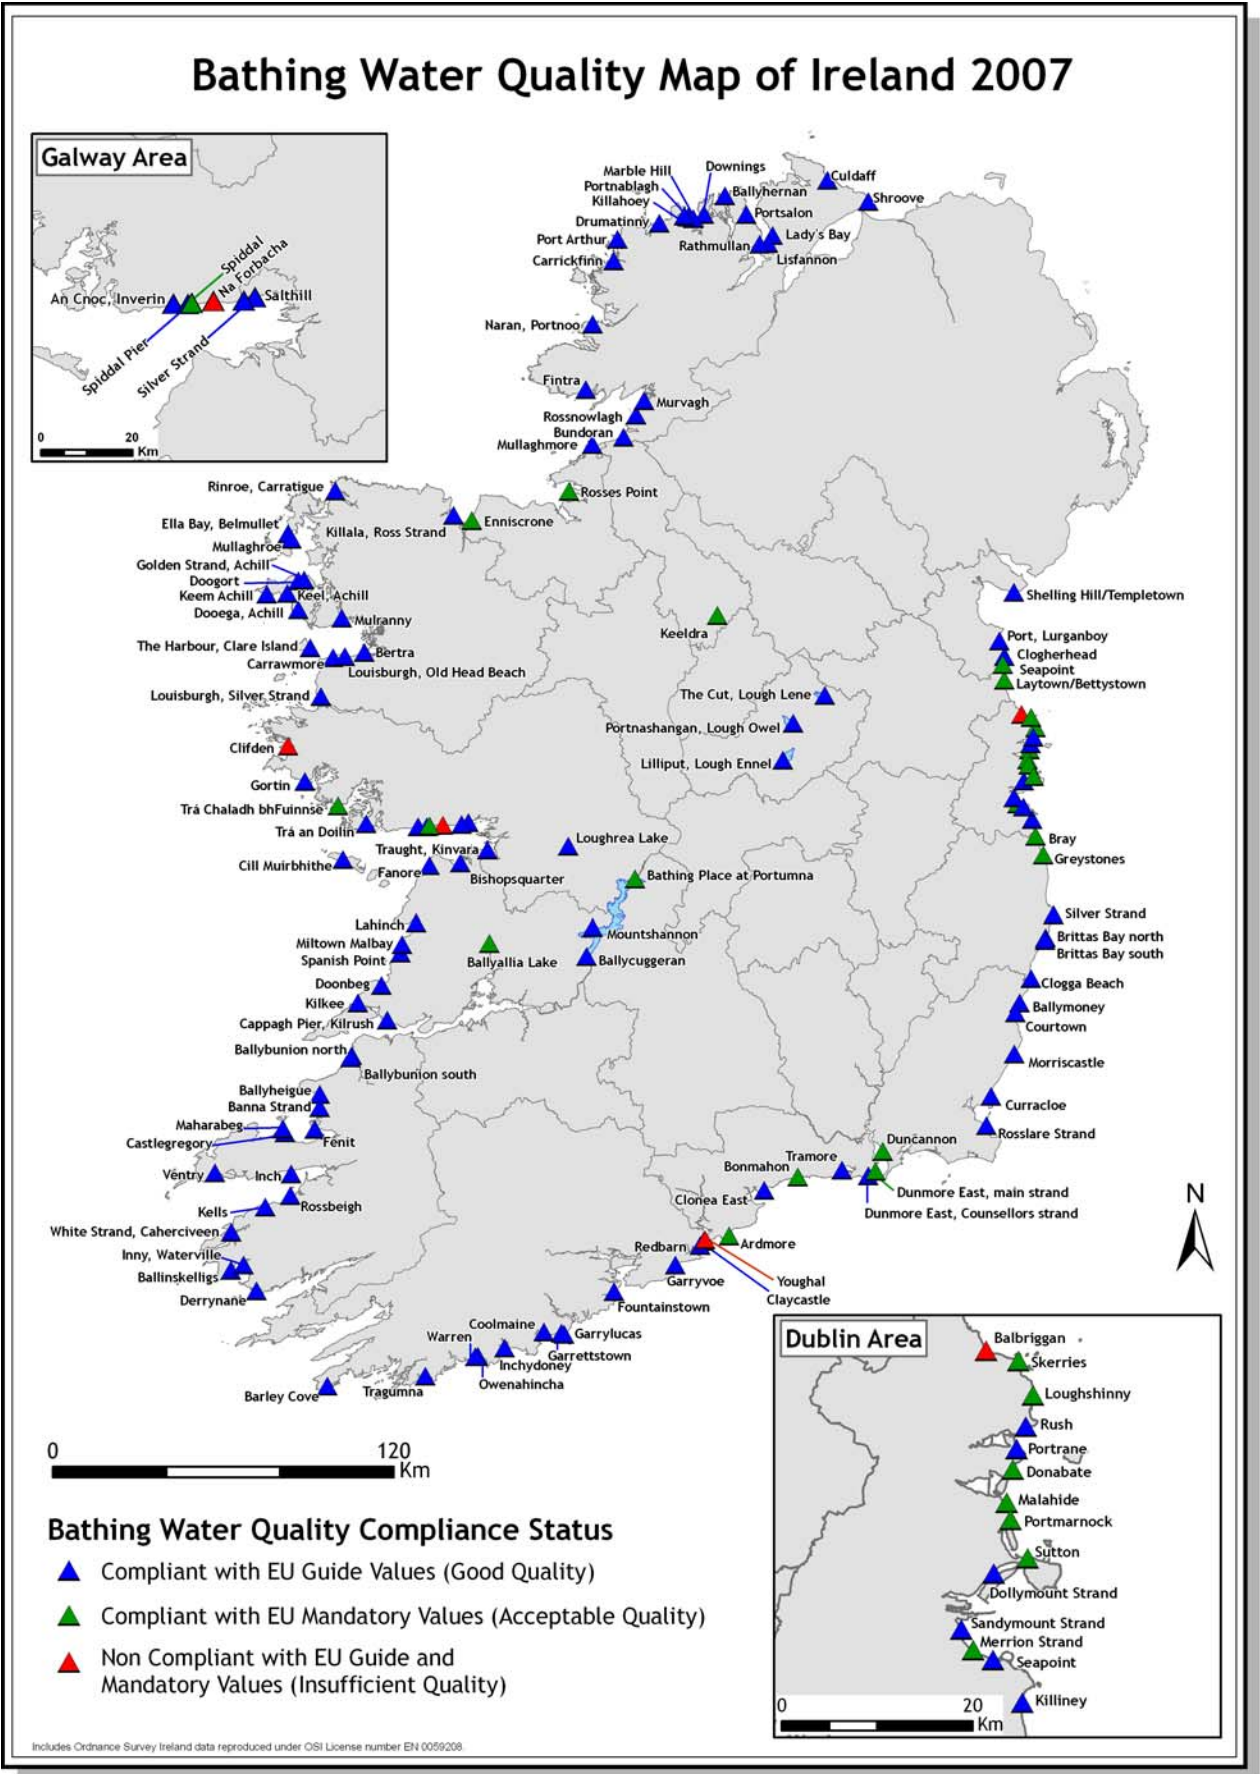 Bathing Water Quality Map of Ireland 2007
Galway Area
Spiddal
Na Forbacha
An Cnoc, Inverin
Salthill
Spiddal Pier
Silver Strand
0 20
Km
Marble Hill
Downings
Portnablagh
Killahoey
Ballyhernan
Culdaff
Shroove
Drumatinny
Portsalon
Port Arthur
Rathmullan
Lady's Bay
Carrickfinn
Lisfannon
Naran, Portnoo
Fintra
Murvagh
Rossnowlagh
Bundoran
Mullaghmore
Rosses Point
Rinroe, Carratigue
Ella Bay, Belmullet
Killala, Ross Strand
Enniscrone
Mullaghroe
Golden Strand, Achill
Doogort
Keem Achill
Keel, Achill
Dooega, Achill
Mulranny
The Harbour, Clare Island
Bertra
Carrawmore
Louisburgh, Old Head Beach
Louisburgh, Silver Strand
Keeldra
Shelling Hill/Templetown
Port, Lurganboy
Clogherhead
Seapoint
Laytown/Bettystown
The Cut, Lough Lene
Portnashangan, Lough Owel
Lilliput, Lough Ennel
Clifden
Gortin
Trá Chaladh bhFuinnse
Trá an Doilin
Traught, Kinvara
Loughrea Lake
Cill Muirbhithe
Fanore
Bishopsquarter
Bathing Place at Portumna
Bray
Greystones
Lahinch
Mountshannon
Miltown Malbay
Spanish Point
Ballyallia Lake
Ballycuggeran
Silver Strand
Brittas Bay north
Brittas Bay south
Doonbeg
Kilkee
Cappagh Pier, Kilrush
Clogga Beach
Ballymoney
Courtown
Ballybunion north
Ballybunion south
Morriscastle
Ballyheigue
Banna Strand
Maharabeg
Castlegregory
Fenit
Curracloe
Rosslare Strand
Ventry
Inch
Rossbeigh
Kells
White Strand, Caherciveen
Inny, Waterville
Ballinskelligs
Derrynane
Duncannon
Tramore
Bonmahon
Clonea East
Dunmore East, main strand
Dunmore East, Counsellors strand
Redbarn
Ardmore
Garryvoe
Youghal
Claycastle
Fountainstown
Coolmaine
Warren
Garrylucas
Garrettstown
Inchydoney
Owenahincha
Barley Cove
Tragumna
N
0 120
Km
Dublin Area
Balbriggan
Skerries
Loughshinny
Rush
Portrane
Donabate
Malahide
Portmarnock
Sutton
Dollymount Strand
Sandymount Strand
Merrion Strand
Seapoint
Killiney
0 20
Km
Bathing Water Quality Compliance Status
Compliant with EU Guide Values (Good Quality)
Compliant with EU Mandatory Values (Acceptable Quality)
Non Compliant with EU Guide and
Mandatory Values (Insufficient Quality)
Includes Ordnance Survey Ireland data reproduced under OSI License number EN 0059208.